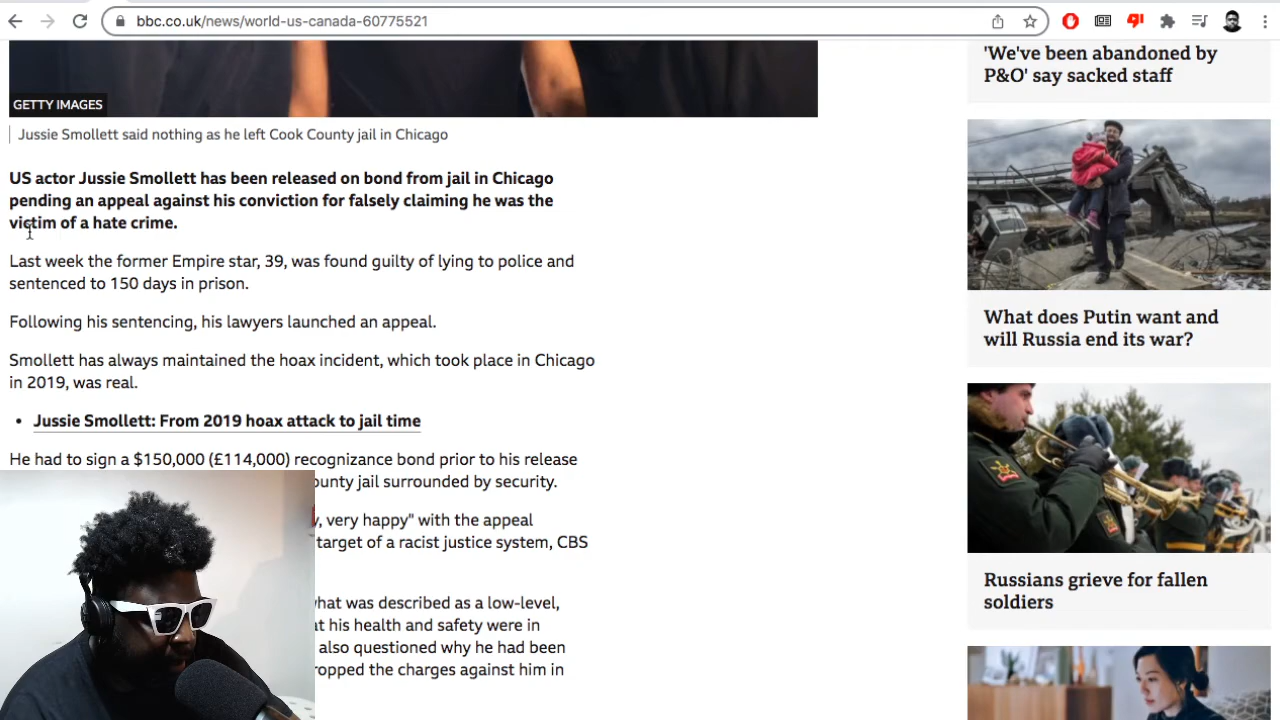 bbc.co.uk/news/world-us-canada-60775521
GETTY IMAGES
Jussie Smollett said nothing as he left Cook County jail in Chicago
US actor Jussie Smollett has been released on bond from jail in Chicago
pending an appeal against his conviction for falsely claiming he was the
victim of a hate crime.
Last week the former Empire star, 39, was found guilty of lying to police and
sentenced to 150 days in prison.
Following his sentencing, his lawyers launched an appeal.
Smollett has always maintained the hoax incident, which took place in Chicago
in 2019, was real.
• Jussie Smollett: From 2019 hoax attack to jail time
He had to sign a $150,000 (£114,000) recognizance bond prior to his release
ounty jail surrounded by security.
, very happy" with the appeal
target of a racist justice system, CBS
what was described as a low-level,
at his health and safety were in
also questioned why he had been
ropped the charges against him in
'We've been abandoned by
P&O' say sacked staff
What does Putin want and
will Russia end its war?
Russians grieve for fallen
soldiers